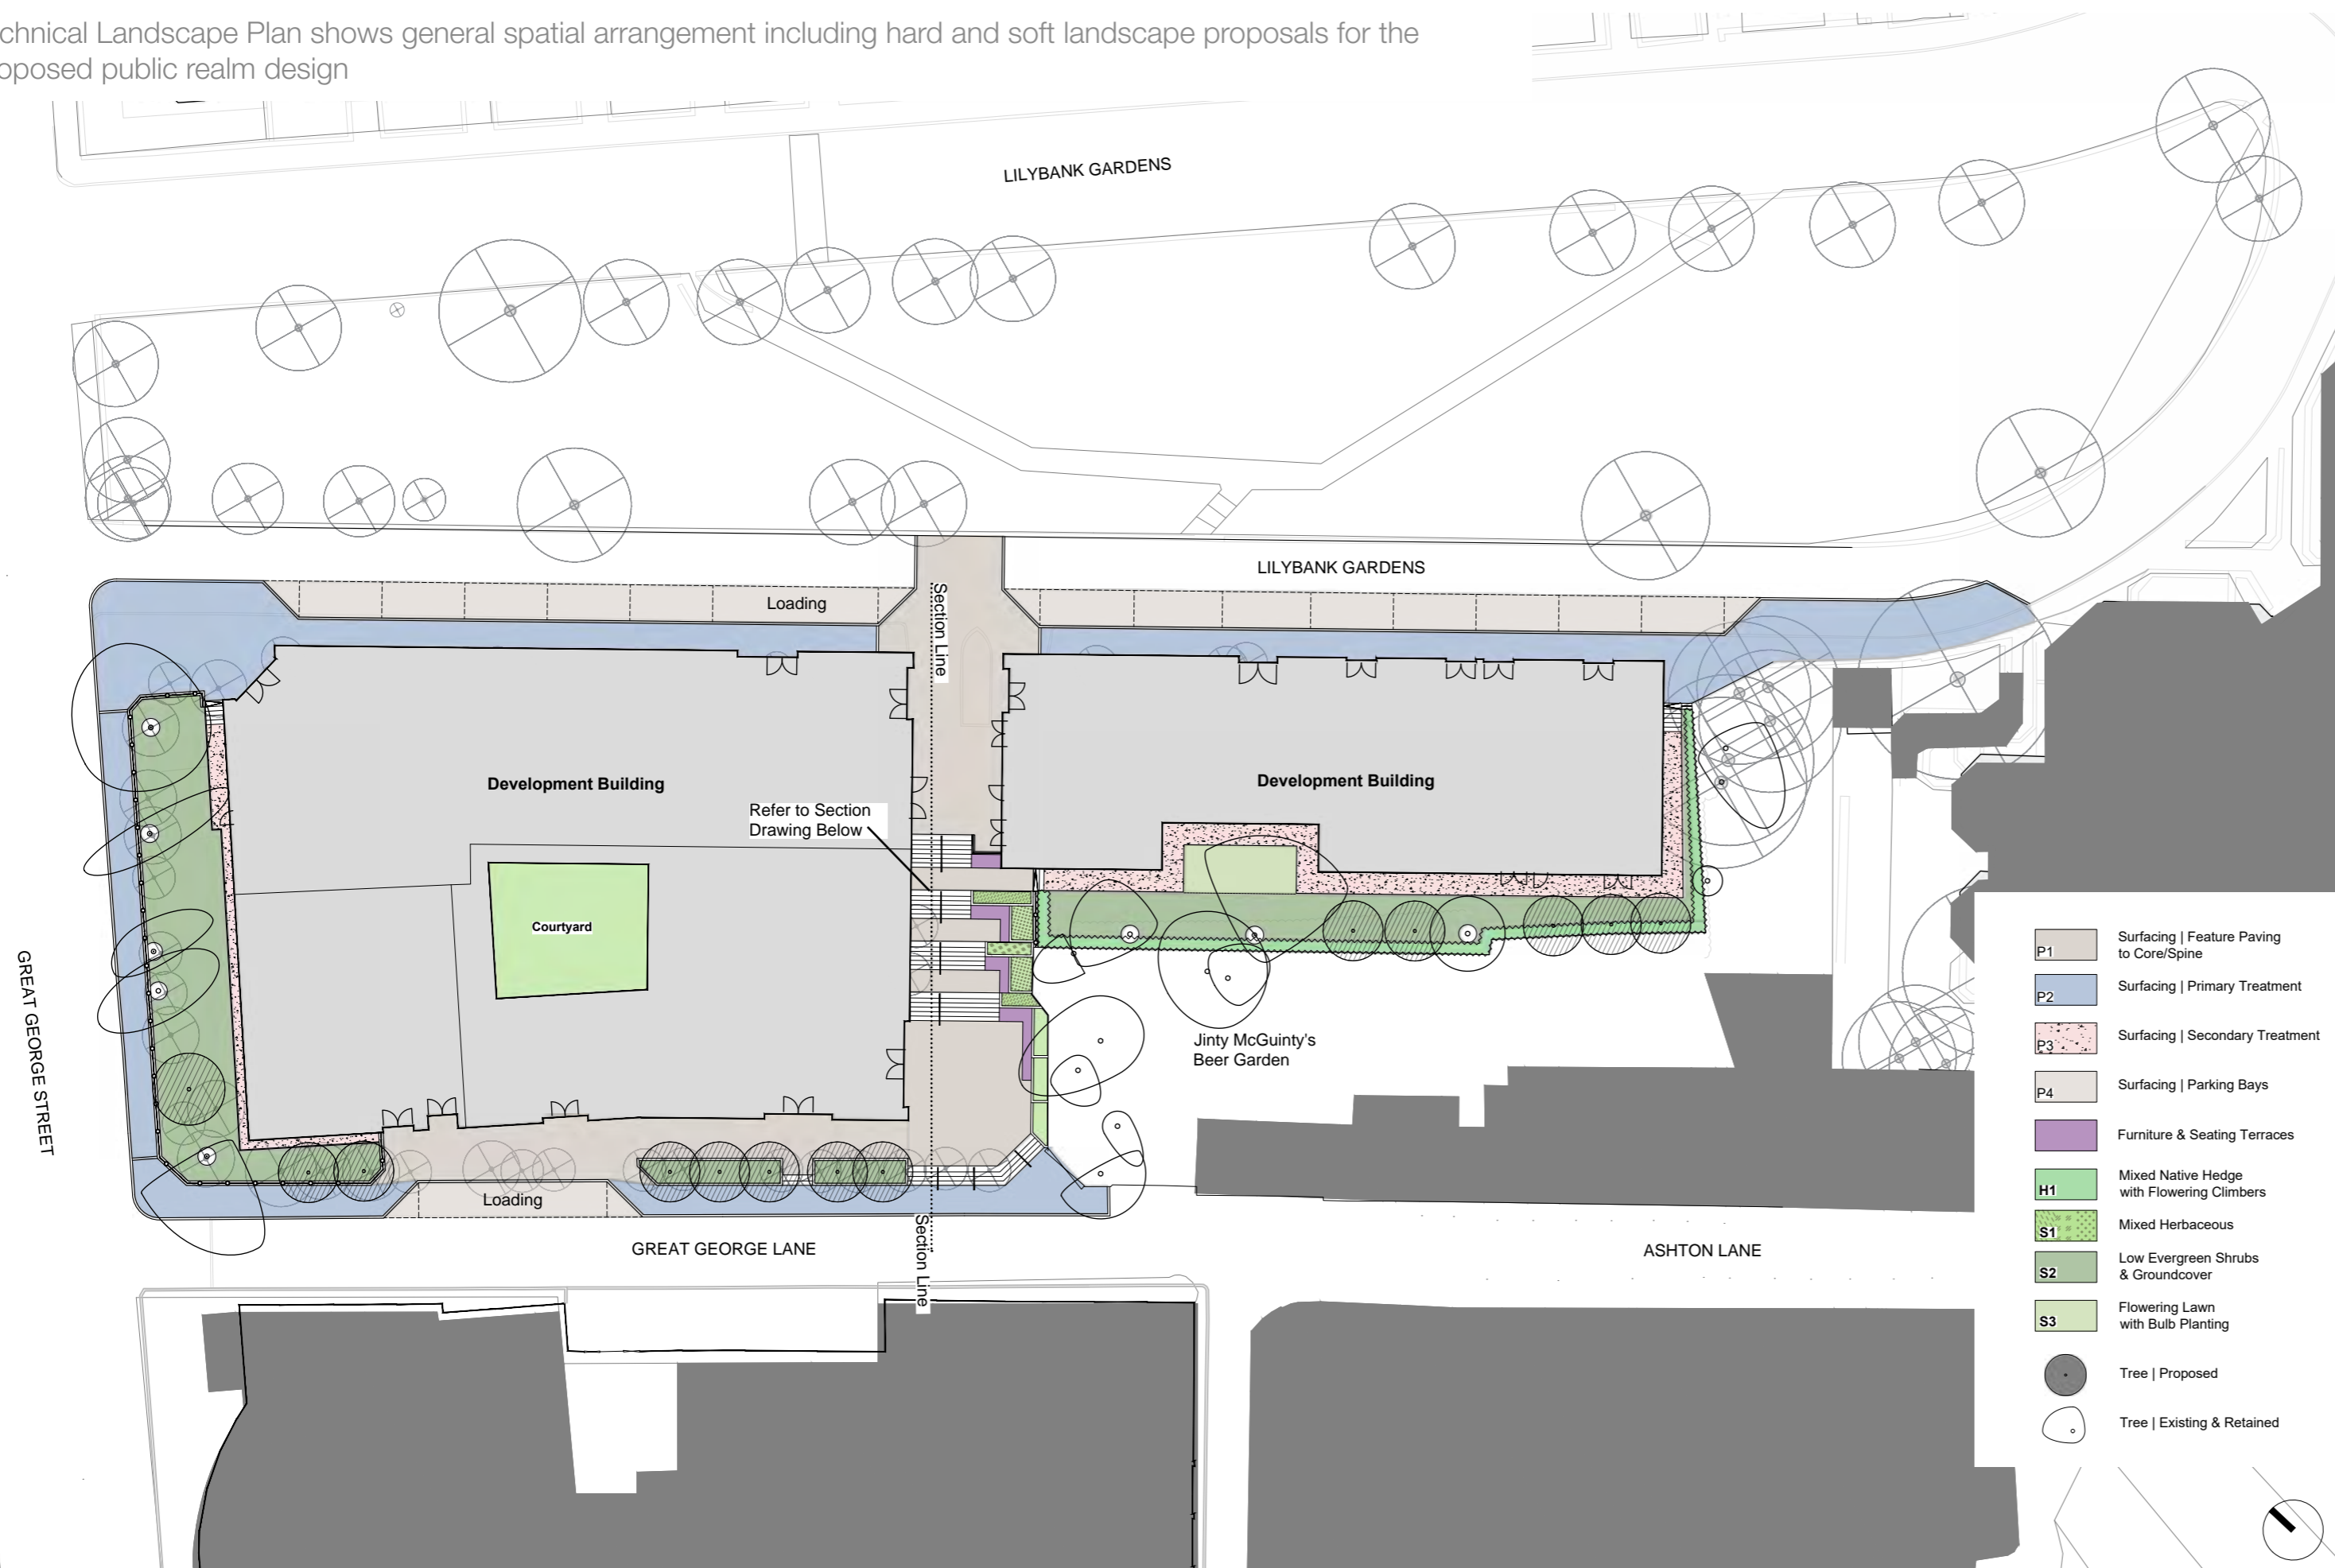 chnical Landscape Plan shows general spatial arrangement including hard and soft landscape proposals for the
oposed public realm design
LILYBANK GARDENS
LILYBANK GARDENS
Loading
Section Line
Development Building
Development Building
Refer to Section
Drawing Below
Courtyard
GREAT GEORGE STREET
Jinty McGuinty's
Beer Garden
Loading
Section Line
GREAT GEORGE LANE
ASHTON LANE
P1 Surfacing | Feature Paving
to Core/Spine
P2 Surfacing | Primary Treatment
P3 Surfacing | Secondary Treatment
P4 Surfacing | Parking Bays
Furniture & Seating Terraces
H1 Mixed Native Hedge
with Flowering Climbers
S1 Mixed Herbaceous
S2 Low Evergreen Shrubs
& Groundcover
S3 Flowering Lawn
with Bulb Planting
Tree | Proposed
Tree | Existing & Retained